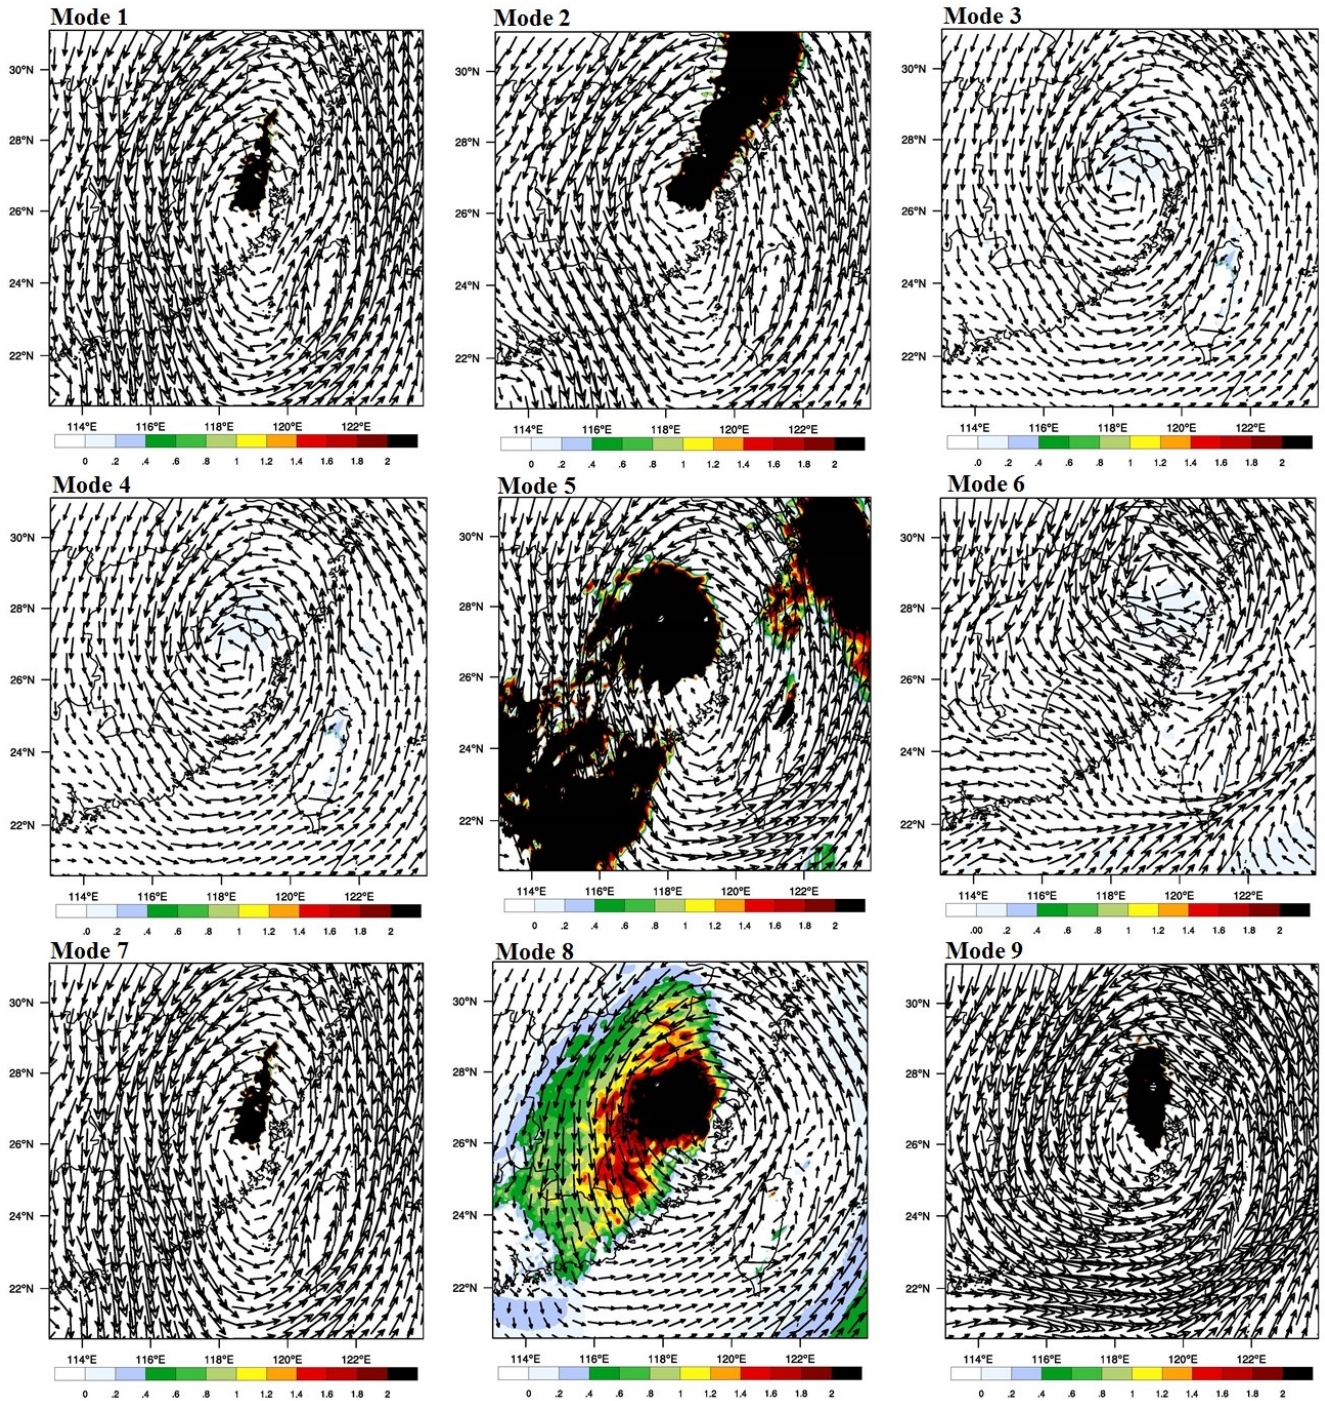 Mode 1 Mode 2 Mode 3
30°N 30°N 30°N
28°N 28°N 28°N
26°N 26°N 26°N
24°N 24°N 24°N
22°N 22°N 22°N
114°E 116°E 118°E 120°E 122°E 114°E 116°E 118°E 120°E 122°E 114°E 116°E 118°E 120°E 122°E
0 .2 .4 .6 .8 1 1.2 1.4 1.6 1.8 2 0 .2 .4 .6 .8 1 1.2 1.4 1.6 1.8 2 .0 .2 .4 .6 .8 1 1.2 1.4 1.6 1.8 2
Mode 4 Mode 5 Mode 6
30°N 30°N 30°N
28°N 28°N 28°N
26°N 26°N 26°N
24°N 24°N 24°N
22°N 22°N 22°N
114°E 116°E 118°E 120°E 122°E 114°E 116°E 118°E 120°E 122°E 114°E 116°E 118°E 120°E 122°E
0 .2 .4 .6 .8 1 1.2 1.4 1.6 1.8 2 0 .2 .4 .6 .8 1 1.2 1.4 1.6 1.8 2 .00 .2 .4 .6 .8 1 1.2 1.4 1.6 1.8 2
Mode 7 Mode 8 Mode 9
30°N 30°N 30°N
28°N 28°N 28°N
26°N 26°N 26°N
24°N 24°N 24°N
22°N 22°N 22°N
114°E 116°E 118°E 120°E 122°E 114°E 116°E 118°E 120°E 122°E 114°E 116°E 118°E 120°E 122°E
0 .2 .4 .6 .8 1 1.2 1.4 1.6 1.8 2 0 .2 .4 .6 .8 1 1.2 1.4 1.6 1.8 2 0 .2 .4 .6 .8 1 1.2 1.4 1.6 1.8 2